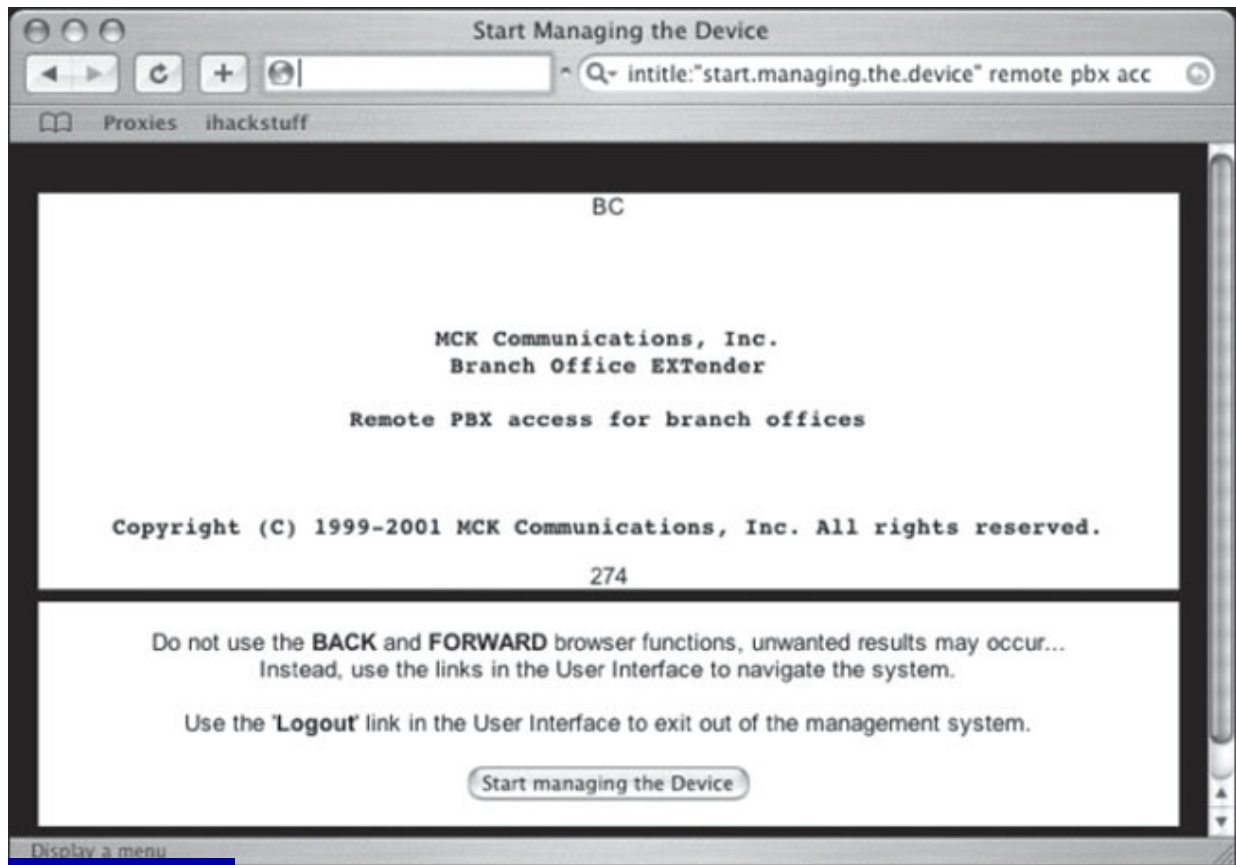 Start Managing the Device
intitle:"start.managing.the.device" remote pbx acc
Proxies ihackstuff
BC
MCK Communications, Inc.
Branch Office EXTender
Remote PBX access for branch offices
Copyright (C) 1999-2001 MCK Communications, Inc. All rights reserved.
274
Do not use the BACK and FORWARD browser functions, unwanted results may occur...
Instead, use the links in the User Interface to navigate the system.
Use the 'Logout' link in the User Interface to exit out of the management system.
Start managing the Device
Display a menu